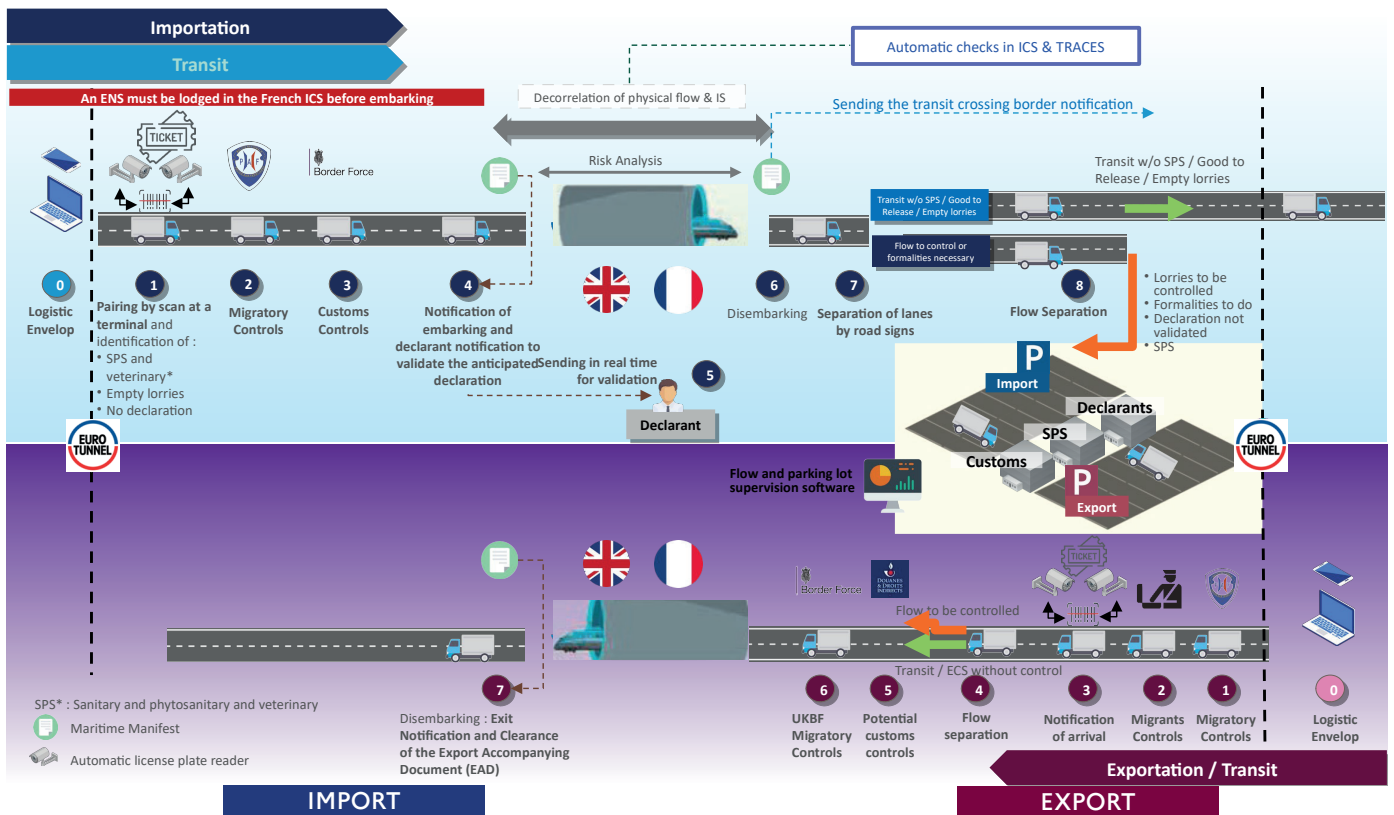 Importation
Transit
An ENS must be lodged in the French ICS before embarking
Automatic checks in ICS & TRACES
Decorrelation of physical flow & IS
Sending the transit crossing border notification
TICKET
PAF
Border Force
Risk Analysis
Transit w/o SPS / Good to
Release / Empty lorries
Transit w/o SPS / Good to
Release / Empty lorries
Flow to control or
formalities necessary
0
Logistic
Envelop
1
Pairing by scan at a
terminal and
identification of :
• SPS and
veterinary*
• Empty lorries
• No declaration
2
Migratory
Controls
3
Customs
Controls
4
Notification of
embarking and
declarant notification to
validate the anticipated
declaration
Sending in real time
for validation
5
Declarant
6
Disembarking
7
Separation of lanes
by road signs
8
Flow Separation
• Lorries to be
controlled
• Formalities to do
• Declaration not
validated
• SPS
P
Import
Declarants
SPS
Customs
P
Export
EURO
TUNNEL
EURO
TUNNEL
Flow and parking lot
supervision software
Border Force
DOUANES
& DROITS
INDIRECTS
TICKET
Flow to be controlled
Transit / ECS without control
7
Disembarking : Exit
Notification and Clearance
of the Export Accompanying
Document (EAD)
6
UKBF
Migratory
Controls
5
Potential
customs
controls
4
Flow
separation
3
Notification
of arrival
2
Migrants
Controls
1
Migratory
Controls
0
Logistic
Envelop
SPS* : Sanitary and phytosanitary and veterinary
Maritime Manifest
Automatic license plate reader
Exportation / Transit
IMPORT
EXPORT